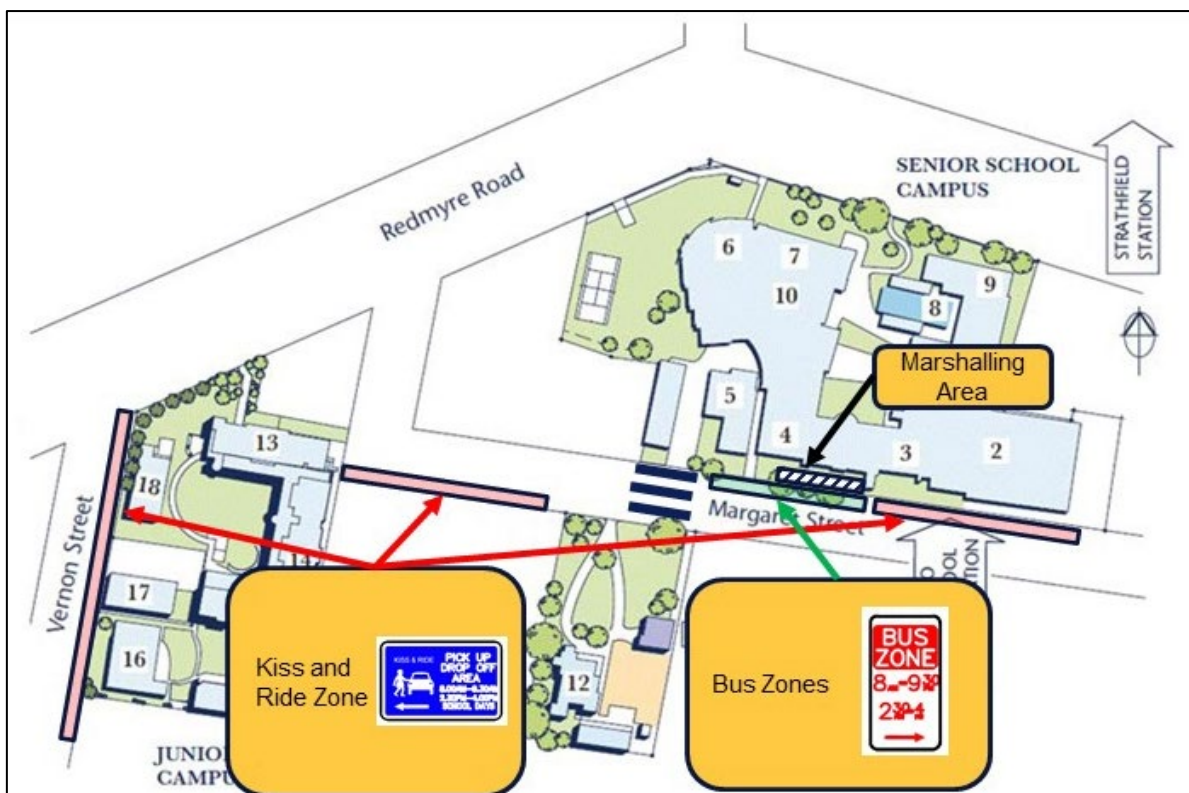 Redmyre Road
SENIOR SCHOOL
CAMPUS
STRATHFIELD
STATION
6
7
10
9
8
Marshalling
Area
5
4
3
2
13
18
Margaret Street
Vernon Street
17
16
14
12
Kiss and
Ride Zone
KISS & RIDE
PICK UP
DROP OFF
AREA
SCHOOL DAYS
Bus Zones
BUS
ZONE
JUNIOR